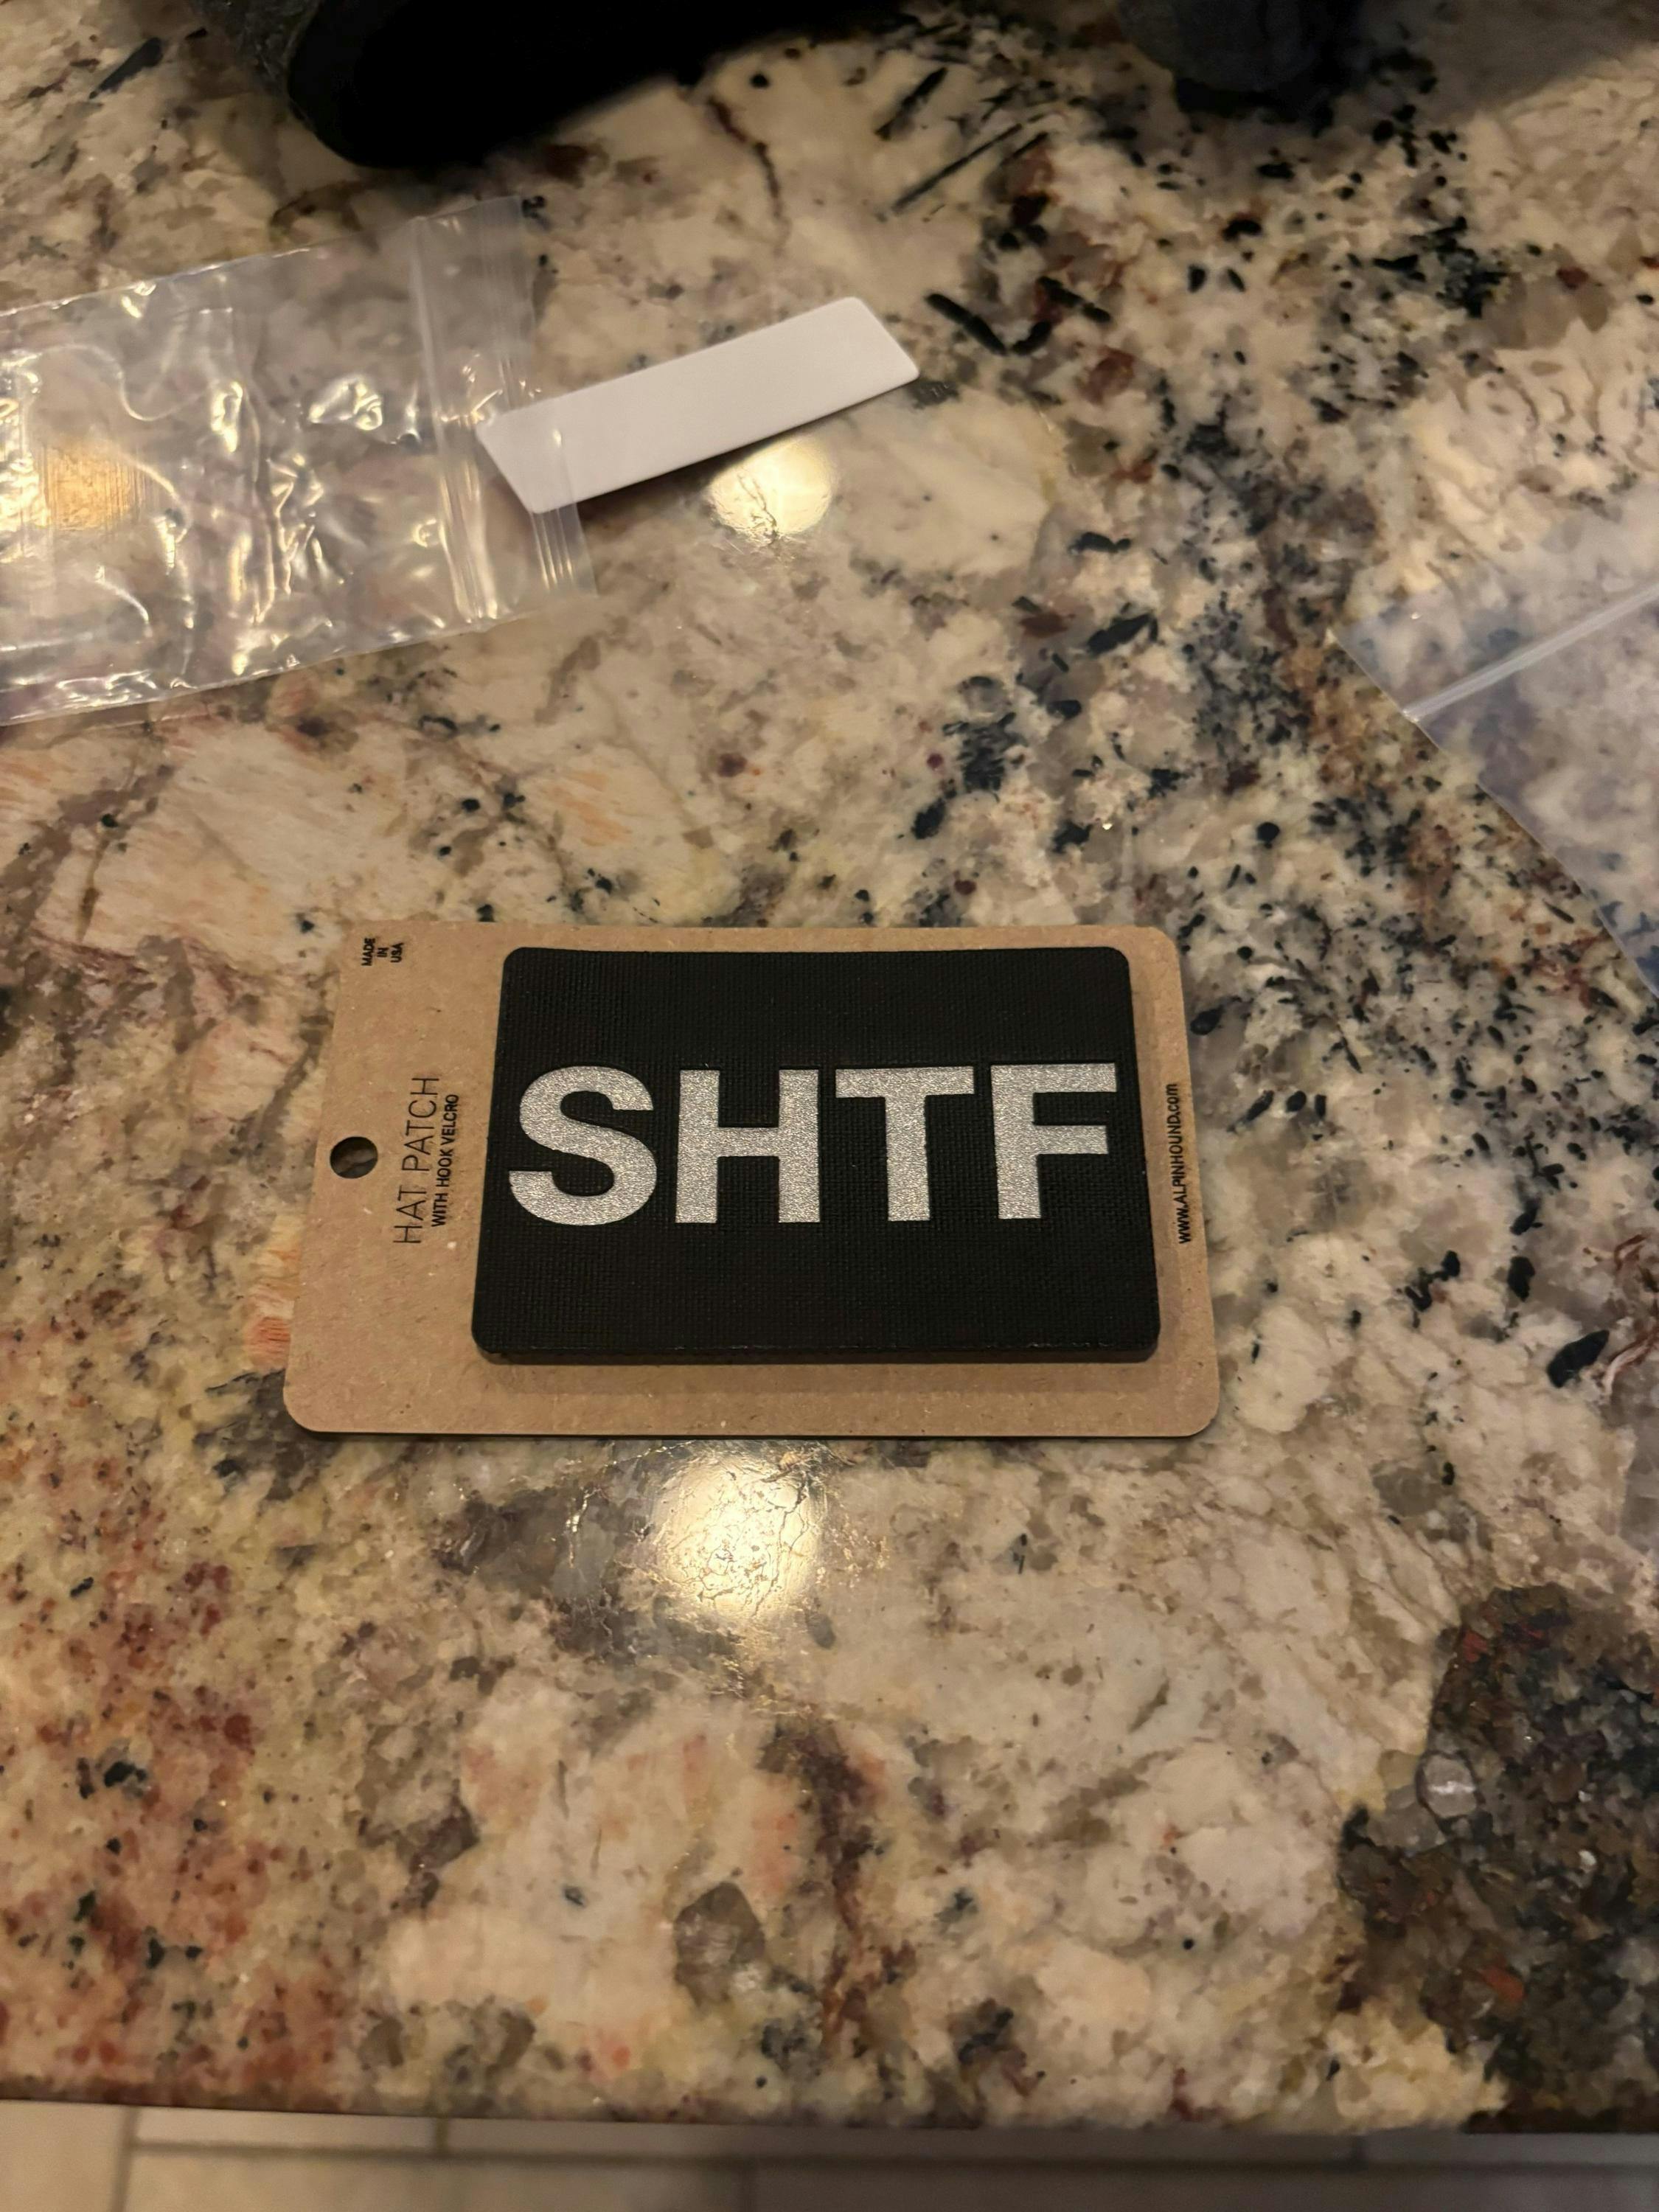 MADE
IN
USA
HAT PATCH
WITH HOOK VELCRO
SHTF
www.ALPINHOUND.com